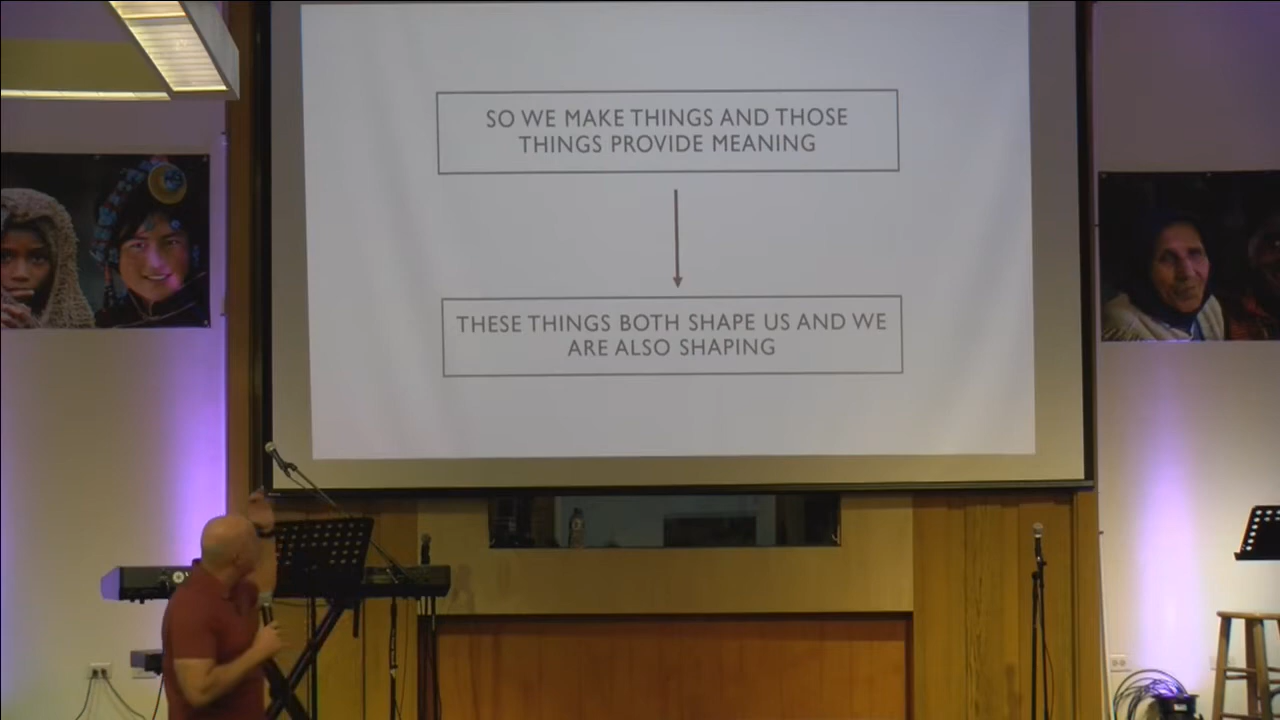 SO WE MAKE THINGS AND THOSE
THINGS PROVIDE MEANING
THESE THINGS BOTH SHAPE US AND WE
ARE ALSO SHAPING